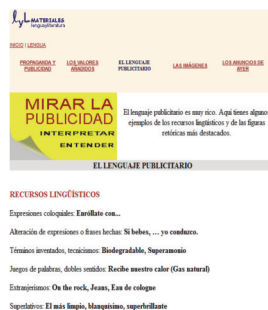 LyL MATERIALES
lengua y literatura
INICIO | LENGUA
PROPAGANDA Y PUBLICIDAD
LOS VALORES AÑADIDOS
EL LENGUAJE PUBLICITARIO
LAS IMÁGENES
LOS ANUNCIOS DE AYER
MIRAR LA
PUBLICIDAD
INTERPRETAR
ENTENDER
El lenguaje publicitario es muy rico. Aquí tienes algunos
ejemplos de los recursos lingüísticos y de las figuras
retóricas más destacados.
EL LENGUAJE PUBLICITARIO
RECURSOS LINGÜÍSTICOS
Expresiones coloquiales: Enróllate con...
Alteración de expresiones o frases hechas: Si bebes, … yo conduzco.
Términos inventados, tecnicismos: Biodegradable, Superamonio
Juegos de palabras, dobles sentidos: Recibe nuestro calor (Gas natural)
Extranjerismos: On the rock, Jeans, Eau de cologne
Superlativos: El más limpio, blanquísimo, superbrillante